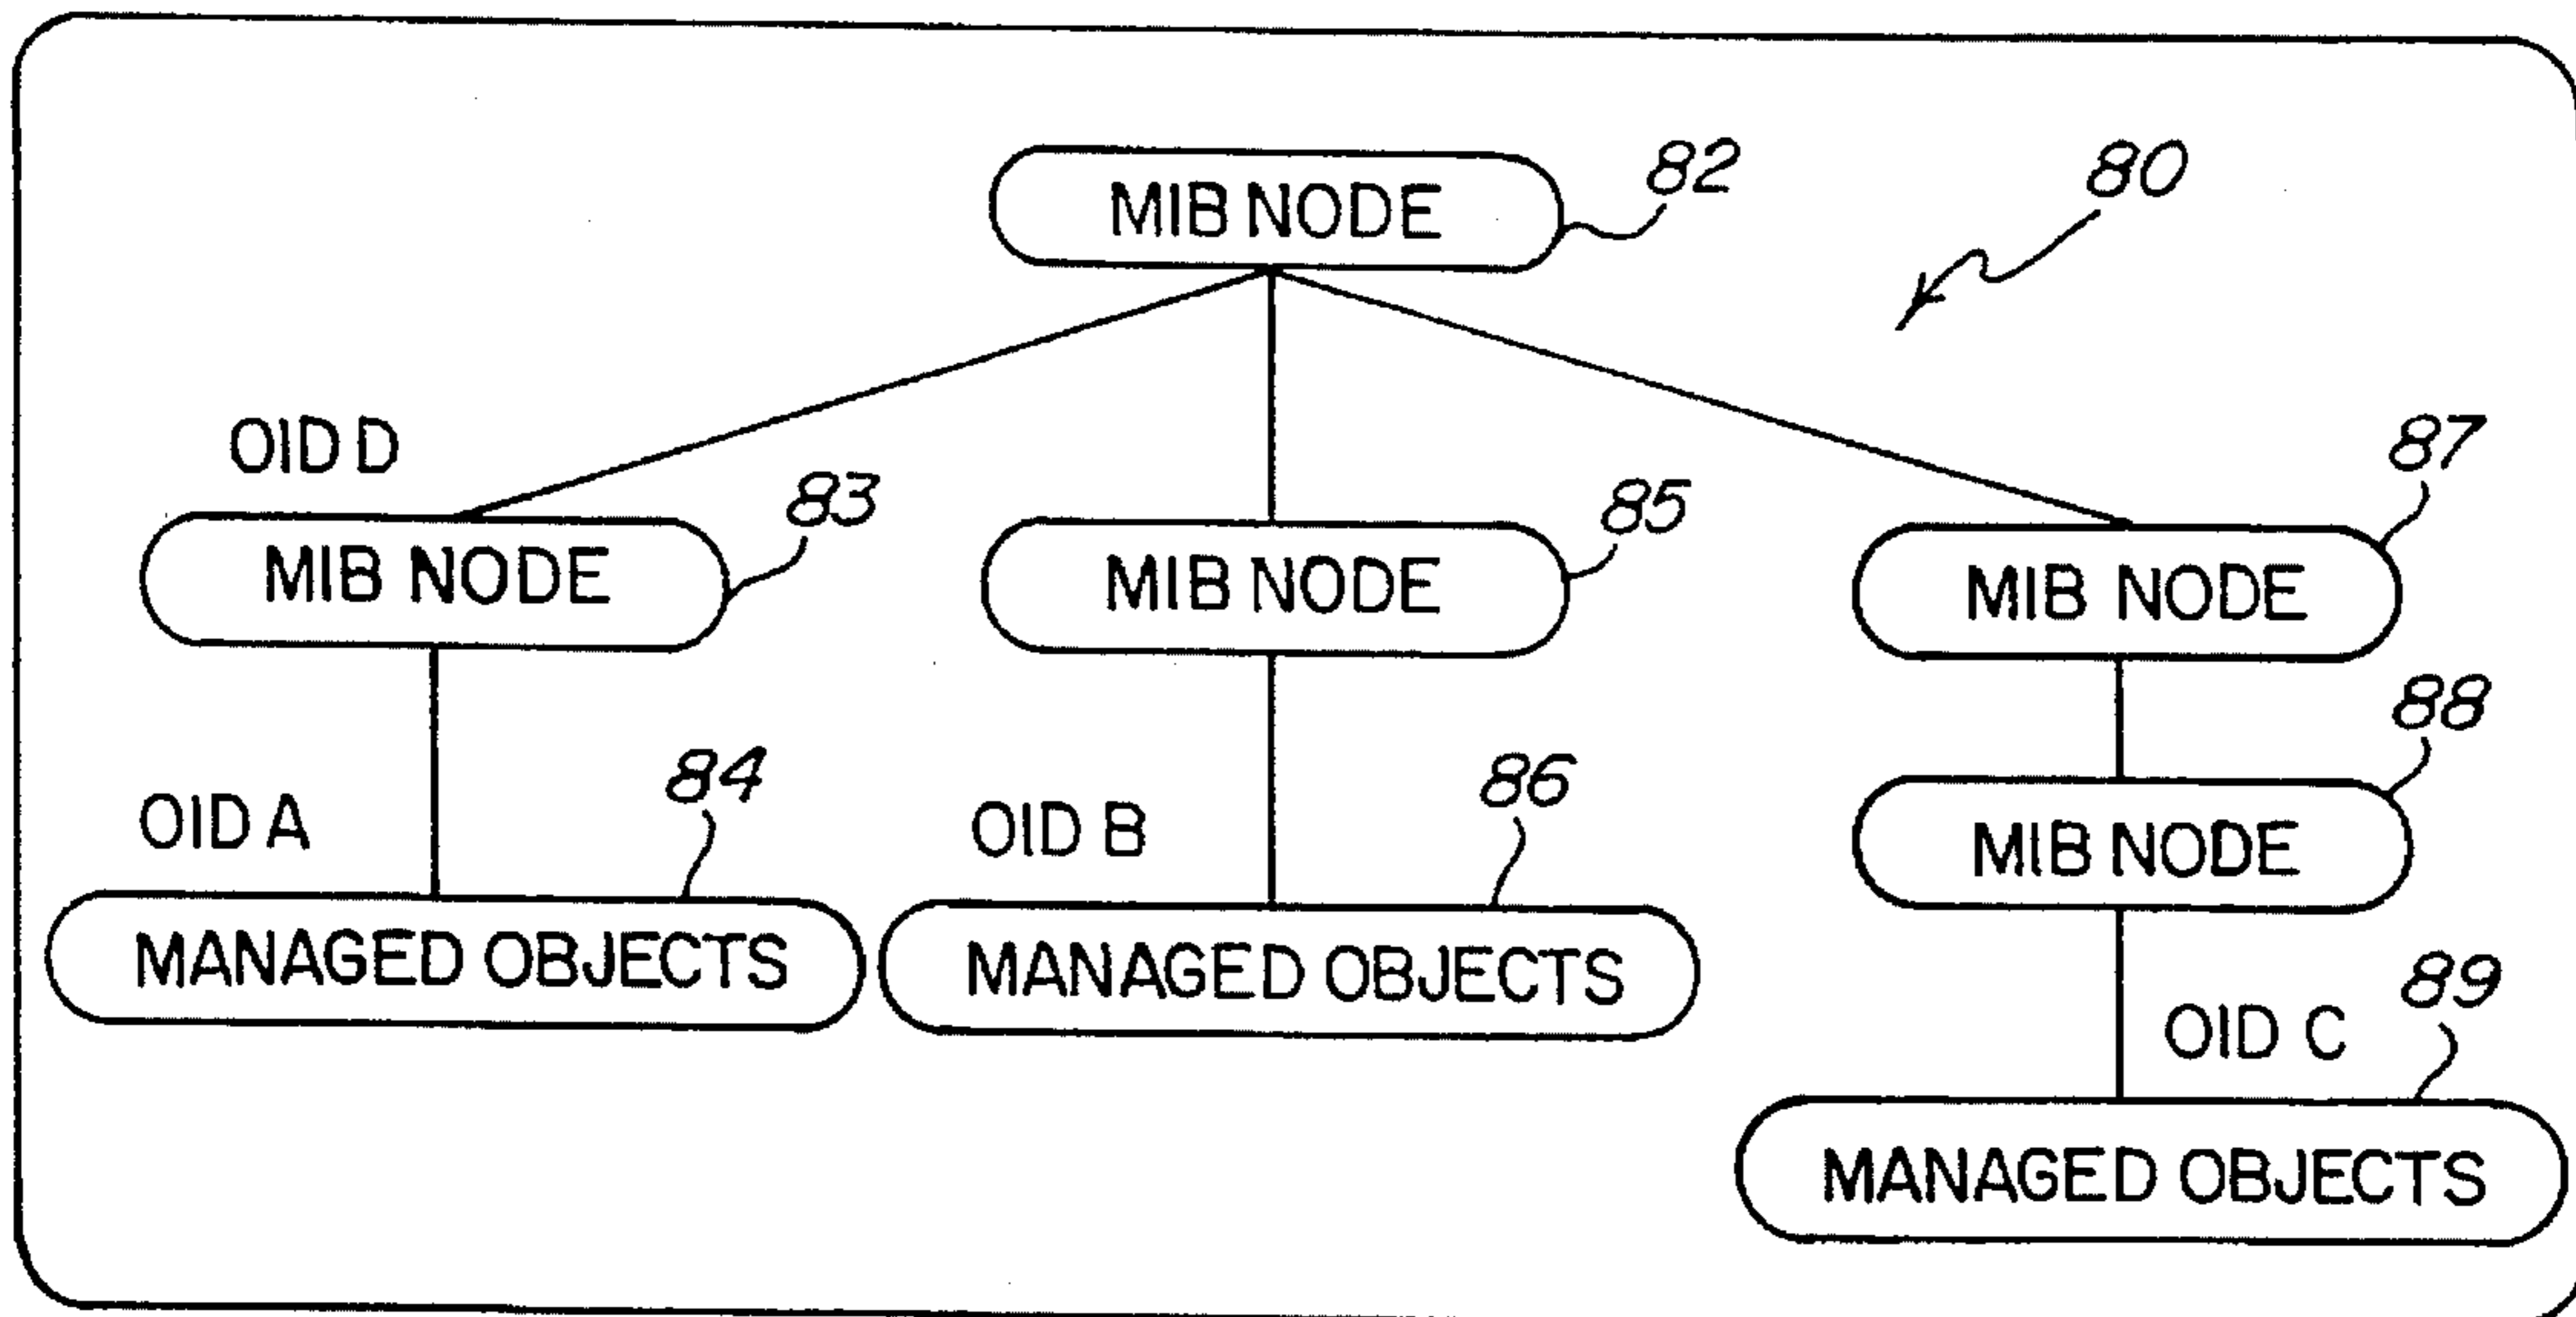 MIB NODE
82
80
OID D
83
85
87
MIB NODE
MIB NODE
MIB NODE
88
84
86
OID A
OID B
MIB NODE
MANAGED OBJECTS
MANAGED OBJECTS
89
OID C
MANAGED OBJECTS